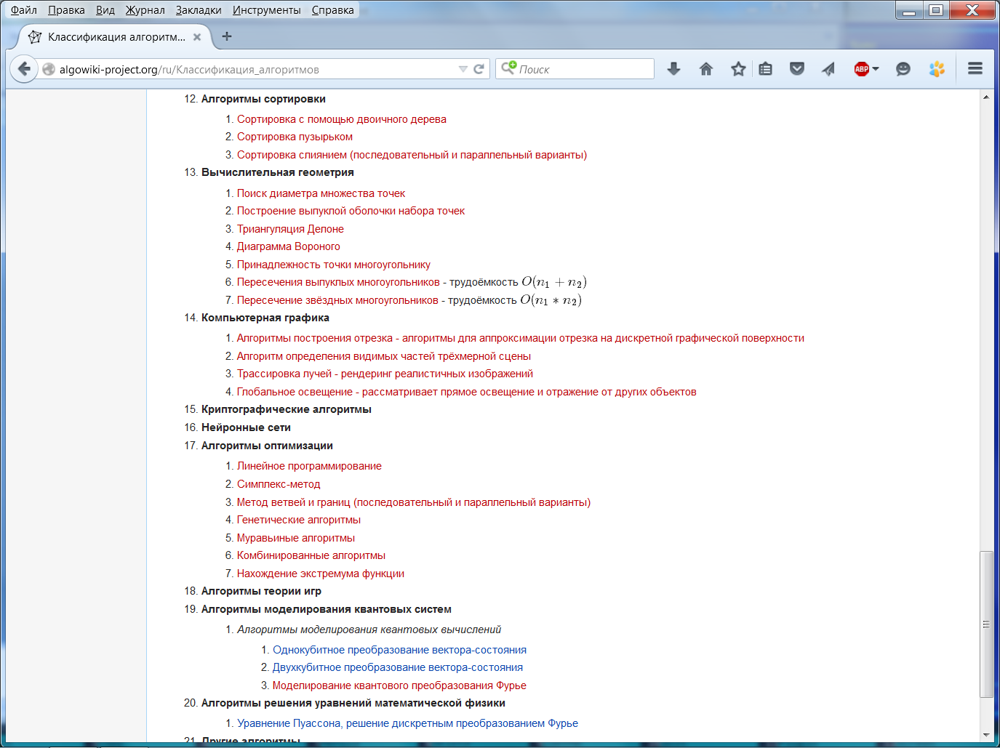 Файл Правка Вид Журнал Закладки Инструменты Справка
Классификация алгоритм...
algowiki-project.org/ru/Классификация_алгоритмов
Поиск
ABP
12. Алгоритмы сортировки
1. Сортировка с помощью двоичного дерева
2. Сортировка пузырьком
3. Сортировка слиянием (последовательный и параллельный варианты)
13. Вычислительная геометрия
1. Поиск диаметра множества точек
2. Построение выпуклой оболочки набора точек
3. Триангуляция Делоне
4. Диаграмма Вороного
5. Принадлежность точки многоугольнику
6. Пересечения выпуклых многоугольников - трудоёмкость O(n₁ + n₂)
7. Пересечение звёздных многоугольников - трудоёмкость O(n₁ * n₂)
14. Компьютерная графика
1. Алгоритмы построения отрезка - алгоритмы для аппроксимации отрезка на дискретной графической поверхности
2. Алгоритм определения видимых частей трёхмерной сцены
3. Трассировка лучей - рендеринг реалистичных изображений
4. Глобальное освещение - рассматривает прямое освещение и отражение от других объектов
15. Криптографические алгоритмы
16. Нейронные сети
17. Алгоритмы оптимизации
1. Линейное программирование
2. Симплекс-метод
3. Метод ветвей и границ (последовательный и параллельный варианты)
4. Генетические алгоритмы
5. Муравьиные алгоритмы
6. Комбинированные алгоритмы
7. Нахождение экстремума функции
18. Алгоритмы теории игр
19. Алгоритмы моделирования квантовых систем
1. Алгоритмы моделирования квантовых вычислений
1. Однокубитное преобразование вектора-состояния
2. Двухкубитное преобразование вектора-состояния
3. Моделирование квантового преобразования Фурье
20. Алгоритмы решения уравнений математической физики
1. Уравнение Пуассона, решение дискретным преобразованием Фурье
21. Другие алгоритмы